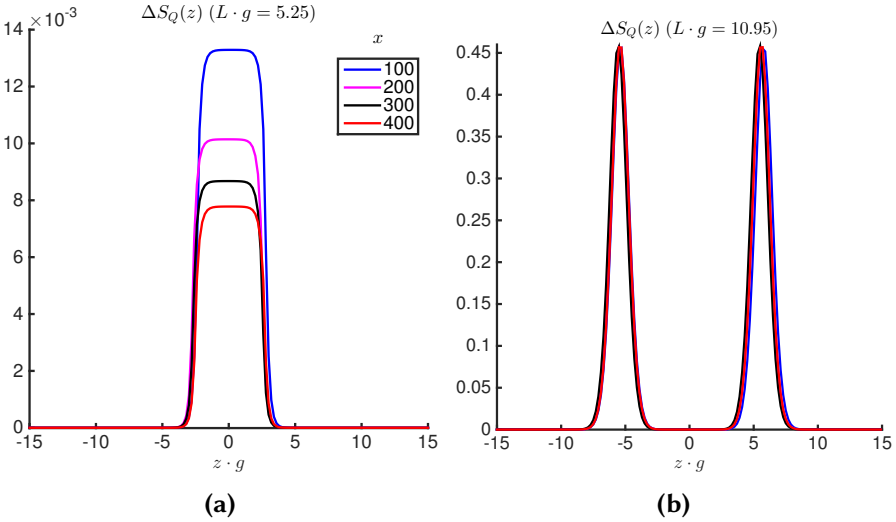 ΔS_Q(z) (L · g = 5.25)
×10⁻³
14
12
10
8
6
4
2
0
-15 -10 -5 0 5 10 15
z · g
x
100
200
300
400
(a)
ΔS_Q(z) (L · g = 10.95)
0.45
0.4
0.35
0.3
0.25
0.2
0.15
0.1
0.05
0
-15 -10 -5 0 5 10 15
z · g
(b)